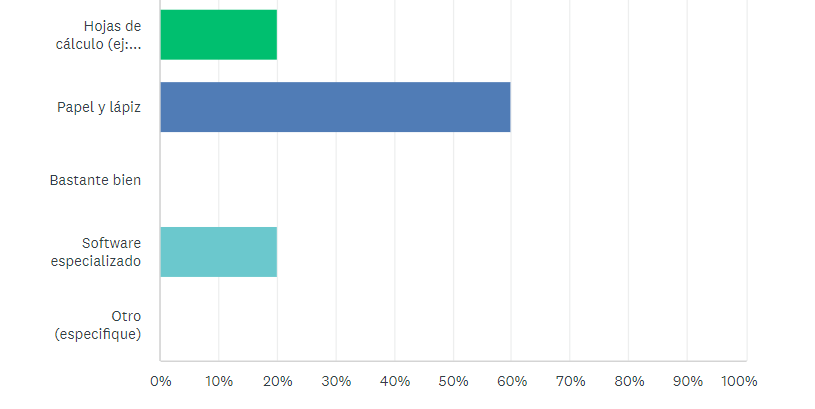 Hojas de
cálculo (ej:...
Papel y lápiz
Bastante bien
Software
especializado
Otro
(especifique)
0% 10% 20% 30% 40% 50% 60% 70% 80% 90% 100%